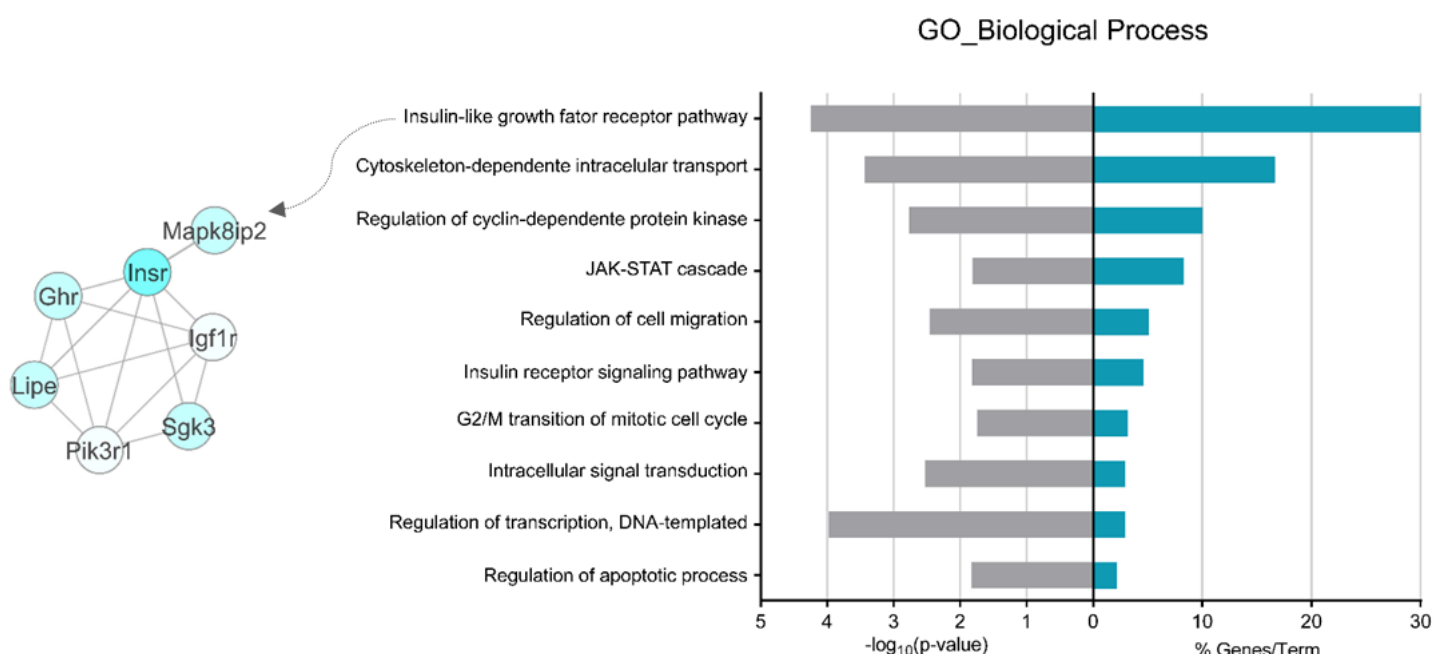 GO_Biological Process
Insulin-like growth fator receptor pathway
Cytoskeleton-dependente intracelular transport
Regulation of cyclin-dependente protein kinase
JAK-STAT cascade
Regulation of cell migration
Insulin receptor signaling pathway
G2/M transition of mitotic cell cycle
Intracellular signal transduction
Regulation of transcription, DNA-templated
Regulation of apoptotic process
Mapk8ip2
Insr
Ghr
Igf1r
Lipe
Sgk3
Pik3r1
5 4 3 2 1 0 10 20 30
-log₁₀(p-value) % Genes/Term